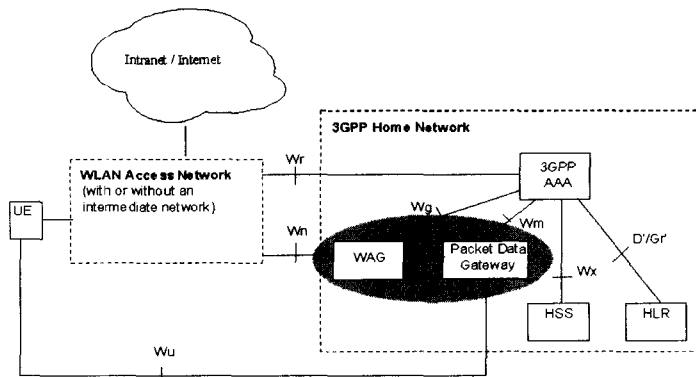 Intranet / Internet
3GPP Home Network
WLAN Access Network
(with or without an
intermediate network)
Wr
3GPP
AAA
UE
Wg
Wm
Wn
WAG
Packet Data
Gateway
D'/Gr'
Wx
HSS
HLR
Wu